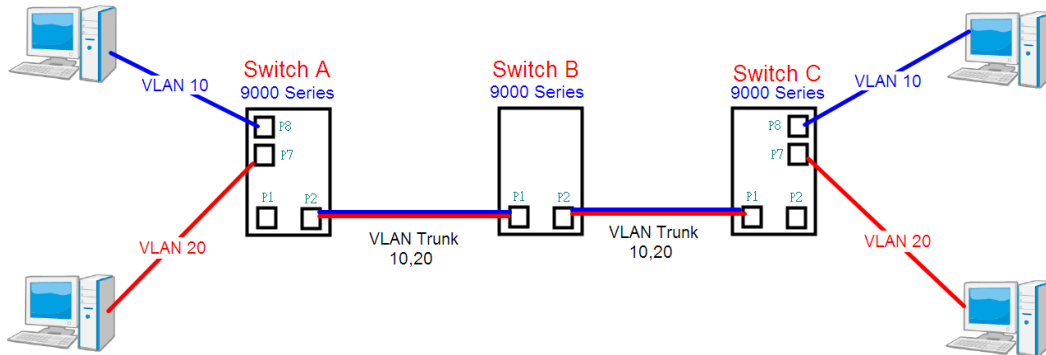 Switch A
9000 Series
Switch B
9000 Series
Switch C
9000 Series
VLAN 10
VLAN 10
P8
P7
P8
P7
P1
P2
P1
P2
P1
P2
VLAN 20
VLAN Trunk
10,20
VLAN Trunk
10,20
VLAN 20